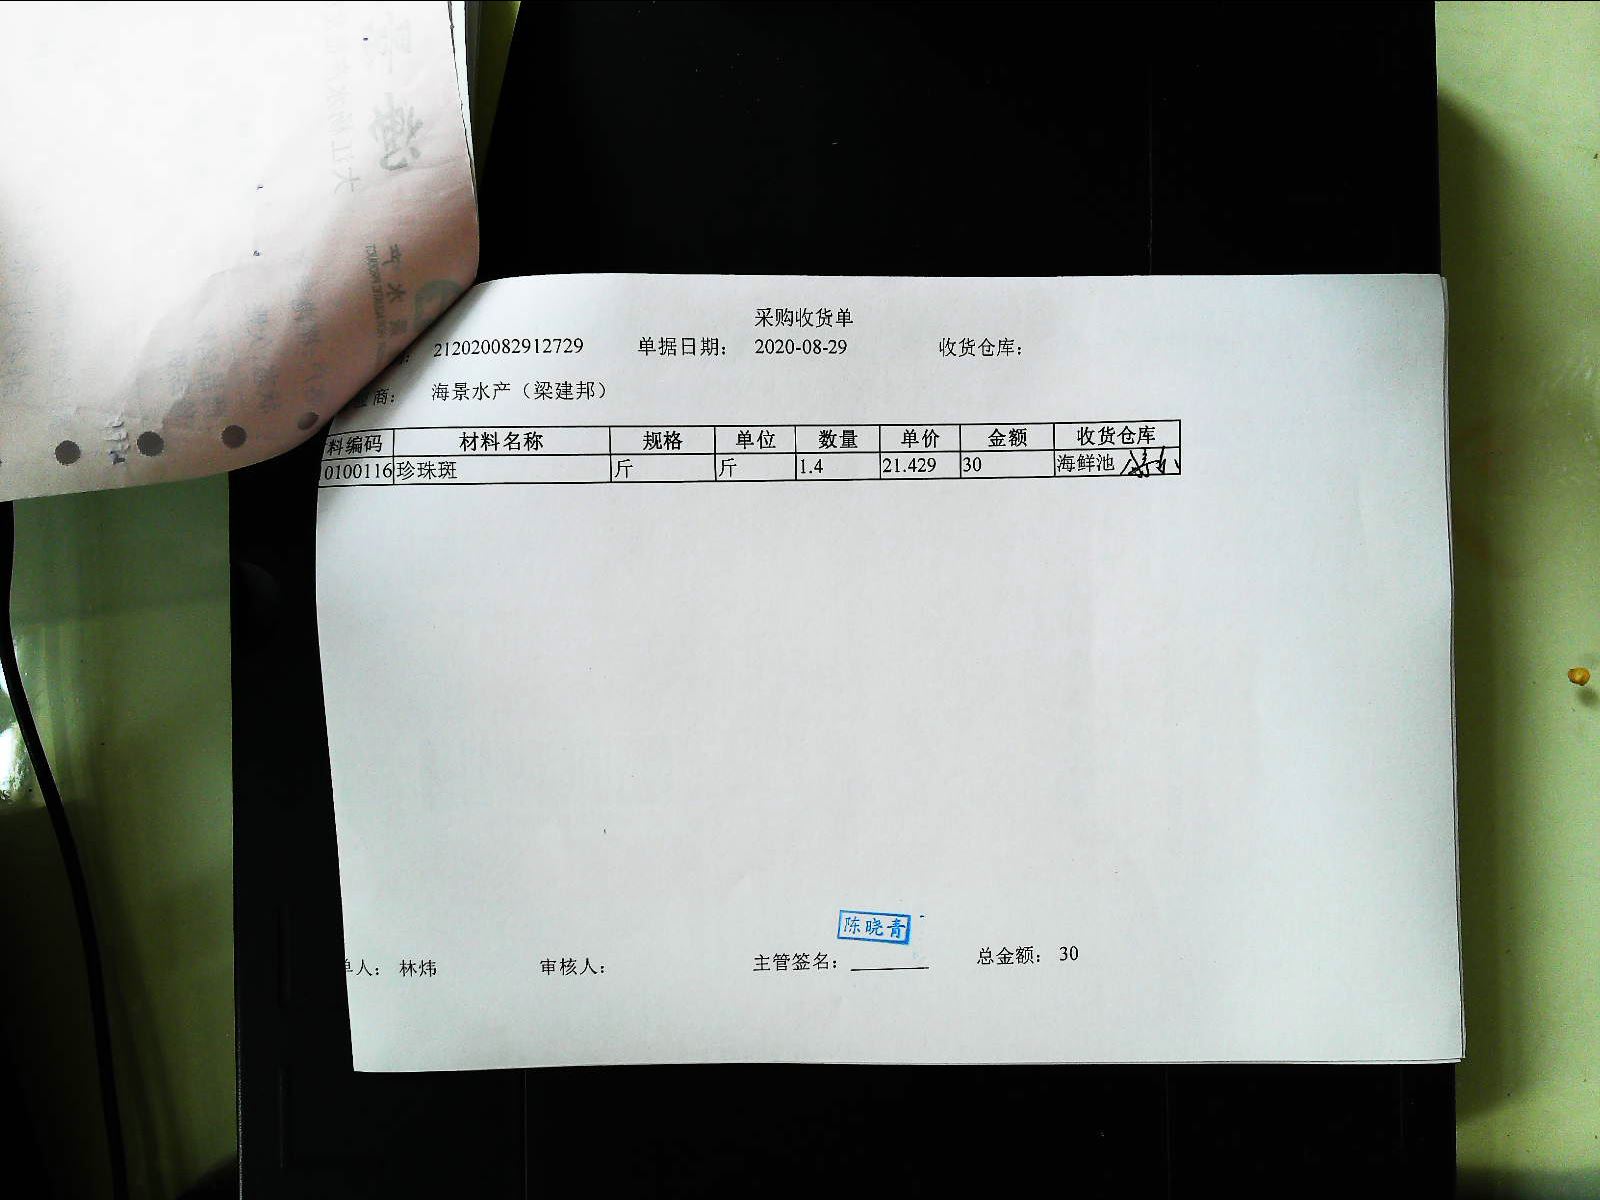 采购收货单
212020082912729 单据日期: 2020-08-29 收货仓库:
商: 海景水产（梁建邦）
料编码 材料名称 规格 单位 数量 单价 金额 收货仓库
0100116 珍珠斑 斤 斤 1.4 21.429 30 海鲜池
陈晓青
单人: 林炜 审核人: 主管签名: 总金额: 30